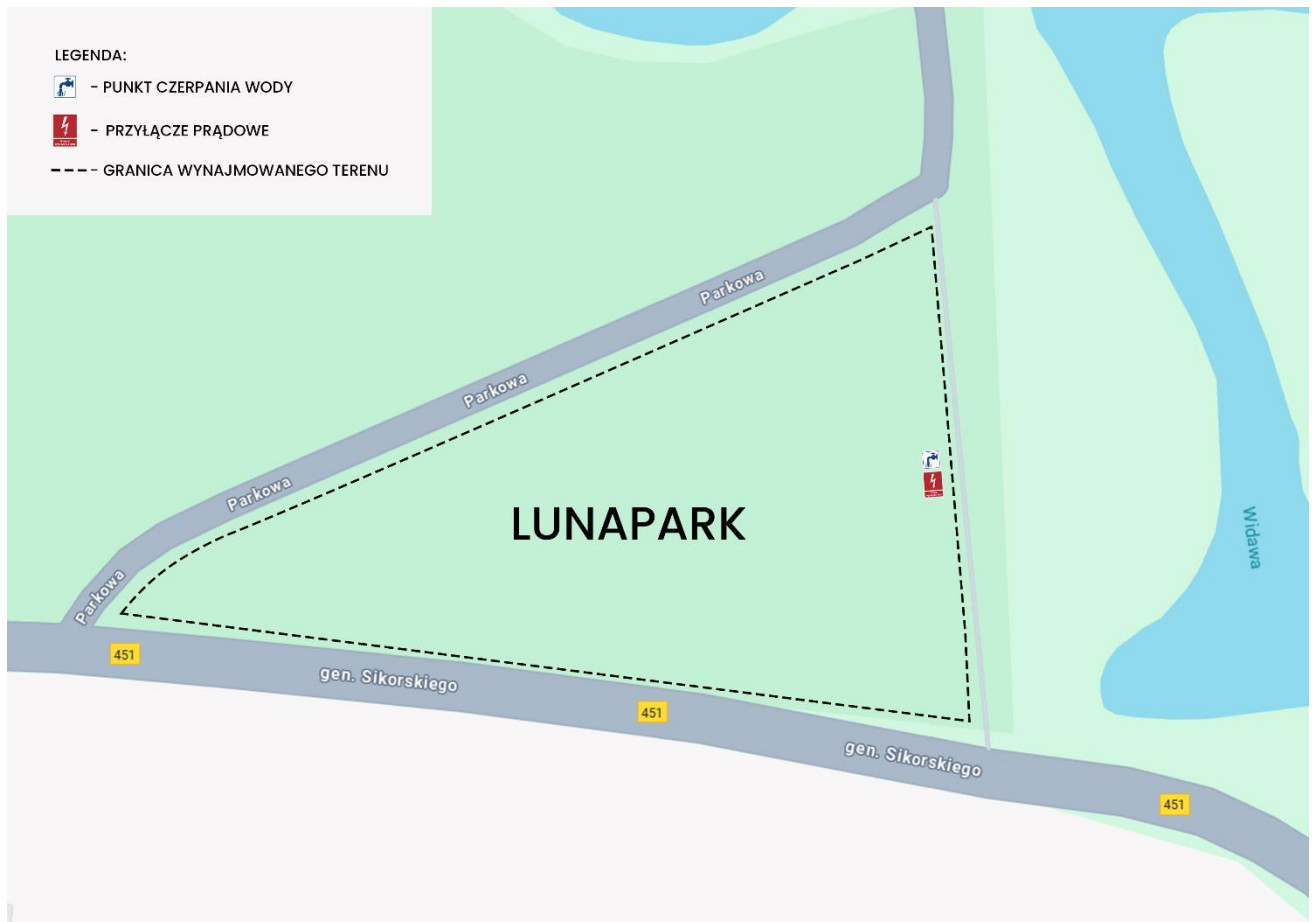 LEGENDA:
- PUNKT CZERPANIA WODY
- PRZYŁĄCZE PRĄDOWE
- GRANICA WYNAJMOWANEGO TERENU
Parkowa
Parkowa
Parkowa
LUNAPARK
Widawa
Parkowa
451
gen. Sikorskiego
451
gen. Sikorskiego
451